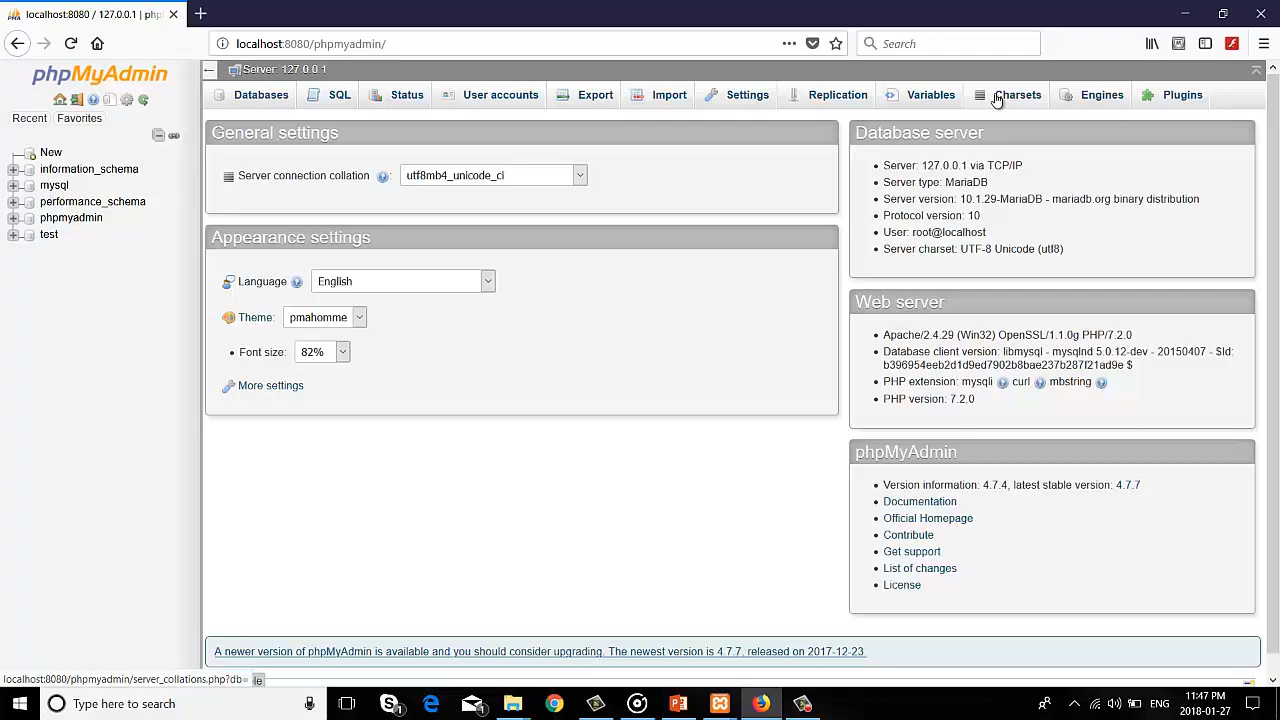 localhost:8080 / 127.0.0.1 | php
localhost:8080/phpmyadmin/
Search
phpMyAdmin
Recent
Favorites
New
information_schema
mysql
performance_schema
phpmyadmin
test
Server: 127.0.0.1
Databases
SQL
Status
User accounts
Export
Import
Settings
Replication
Variables
Charsets
Engines
Plugins
General settings
Server connection collation
:
utf8mb4_unicode_ci
Appearance settings
Language
English
Theme:
pmahomme
• Font size:
82%
More settings
Database server
• Server: 127.0.0.1 via TCP/IP
• Server type: MariaDB
• Server version: 10.1.29-MariaDB - mariadb.org binary distribution
• Protocol version: 10
• User: root@localhost
• Server charset: UTF-8 Unicode (utf8)
Web server
• Apache/2.4.29 (Win32) OpenSSL/1.1.0g PHP/7.2.0
• Database client version: libmysql - mysqlnd 5.0.12-dev - 20150407 - $Id:
b396954eeb2d1d9ed7902b8bae237b287f21ad9e $
• PHP extension: mysqli curl mbstring
• PHP version: 7.2.0
phpMyAdmin
• Version information: 4.7.4, latest stable version: 4.7.7
• Documentation
• Official Homepage
• Contribute
• Get support
• List of changes
• License
A newer version of phpMyAdmin is available and you should consider upgrading. The newest version is 4.7.7, released on 2017-12-23.
localhost:8080/phpmyadmin/server_collations.php?db=
Type here to search
ENG
11:47 PM
2018-01-27